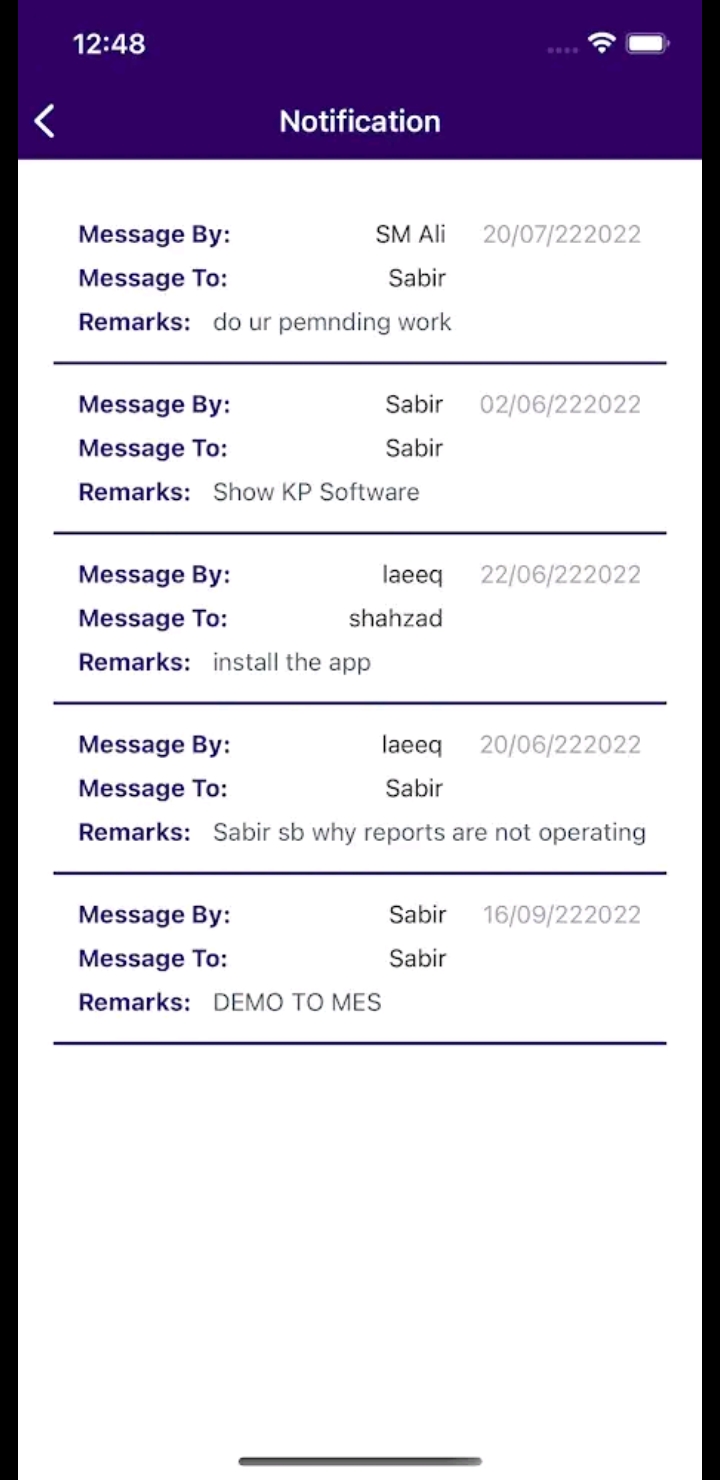 12:48
Notification
Message By: SM Ali 20/07/222022
Message To: Sabir
Remarks: do ur pemnding work
Message By: Sabir 02/06/222022
Message To: Sabir
Remarks: Show KP Software
Message By: laeeq 22/06/222022
Message To: shahzad
Remarks: install the app
Message By: laeeq 20/06/222022
Message To: Sabir
Remarks: Sabir sb why reports are not operating
Message By: Sabir 16/09/222022
Message To: Sabir
Remarks: DEMO TO MES